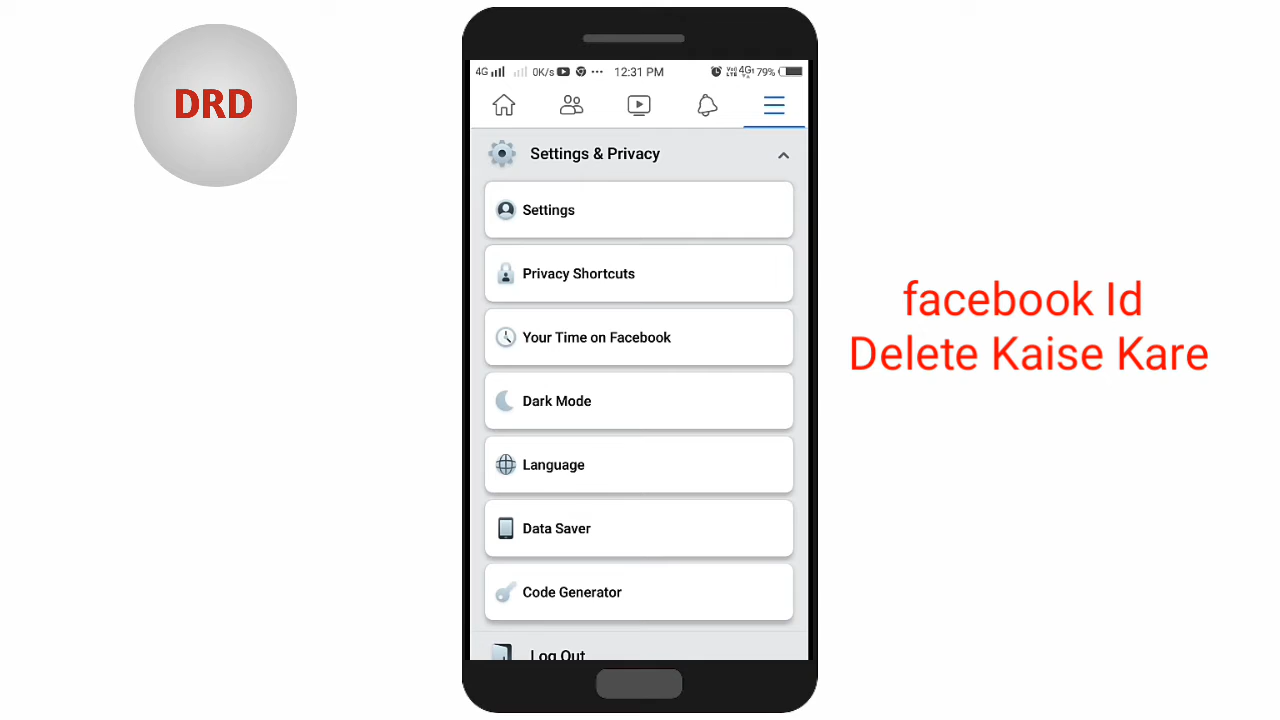 DRD
4G 0K/s 12:31 PM 4G 79%
Settings & Privacy
Settings
Privacy Shortcuts
Your Time on Facebook
Dark Mode
Language
Data Saver
Code Generator
Log Out
facebook Id
Delete Kaise Kare